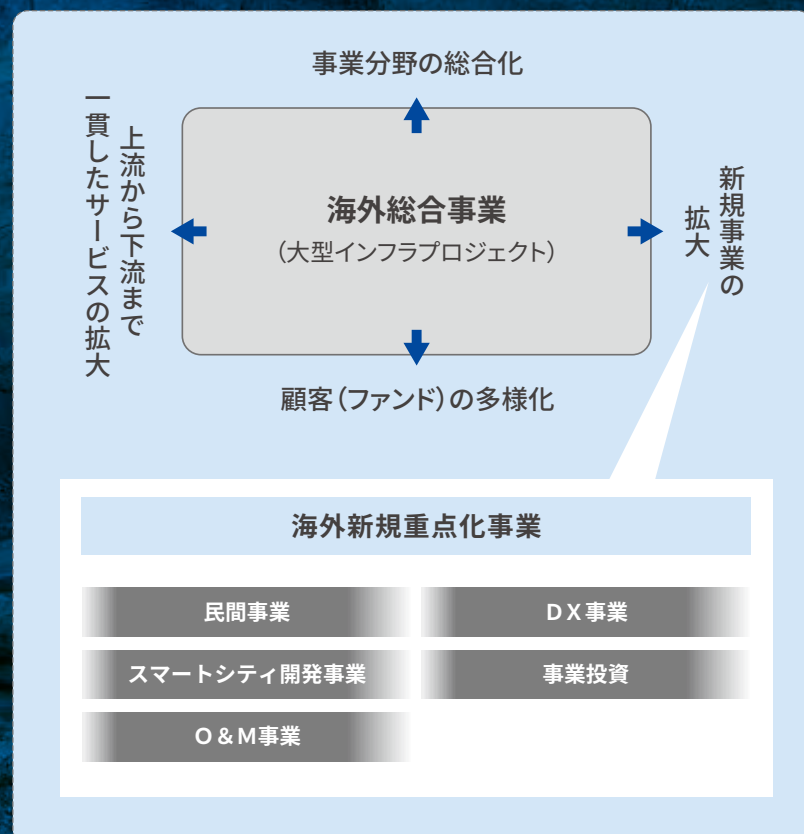 事業分野の総合化
上流から下流まで
一貫したサービスの拡大
海外総合事業
（大型インフラプロジェクト）
新規事業の
拡大
顧客（ファンド）の多様化
海外新規重点化事業
民間事業
ＤＸ事業
スマートシティ開発事業
事業投資
Ｏ＆Ｍ事業